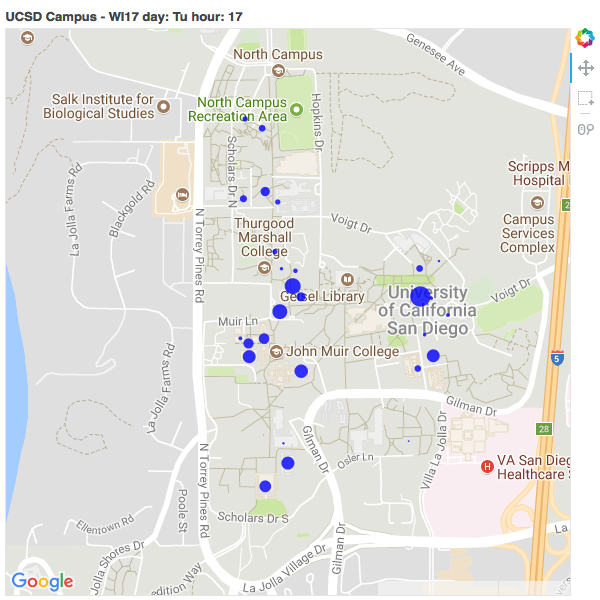 UCSD Campus - WI17 day: Tu hour: 17
Genesee Ave
North Campus
Salk Institute for
Biological Studies
North Campus
Recreation Area
Hopkins Dr
Scholars Dr N
Scripps M
Hospital
La Jolla Farms Rd
Blackgold Rd
N Torrey Pines Rd
Voigt Dr
Thurgood
Marshall
College
Campus
Services
Complex
2
Geisel Library
University
of California
San Diego
Voigt Dr
Muir Ln
John Muir College
La Jolla Farms Rd
5
Gilman Dr
Gilman Dr
Villa La Jolla Dr
28
Osler Ln
VA San Dieg
Healthcare
N Torrey Pines Rd
Poole St
Ellentown Rd
Scholars Dr S
La
La Jolla Shores Dr
Gilman Dr
La Jolla Village Dr
edition Way
Google